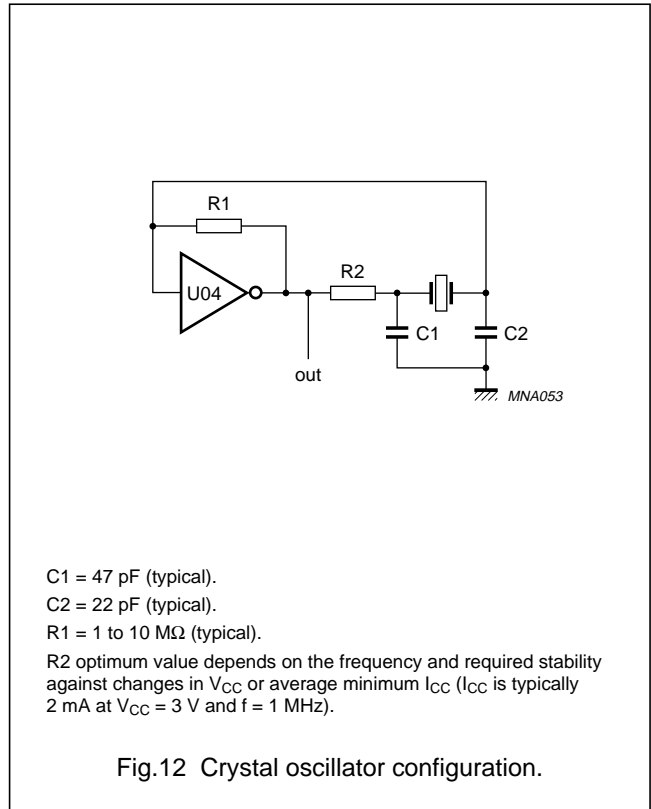 R1
U04
R2
C1
C2
out
MNA053
C1 = 47 pF (typical).
C2 = 22 pF (typical).
R1 = 1 to 10 MΩ (typical).
R2 optimum value depends on the frequency and required stability
against changes in VCC or average minimum ICC (ICC is typically
2 mA at VCC = 3 V and f = 1 MHz).
Fig.12 Crystal oscillator configuration.